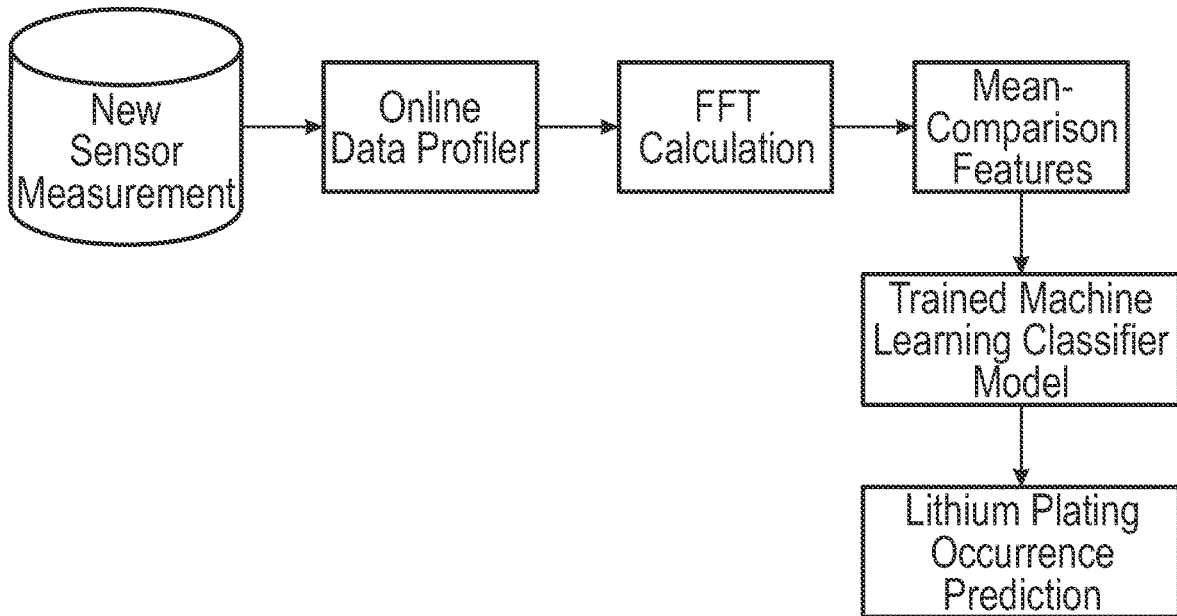 New
Sensor
Measurement
Online
Data Profiler
FFT
Calculation
Mean-
Comparison
Features
Trained Machine
Learning Classifier
Model
Lithium Plating
Occurrence
Prediction